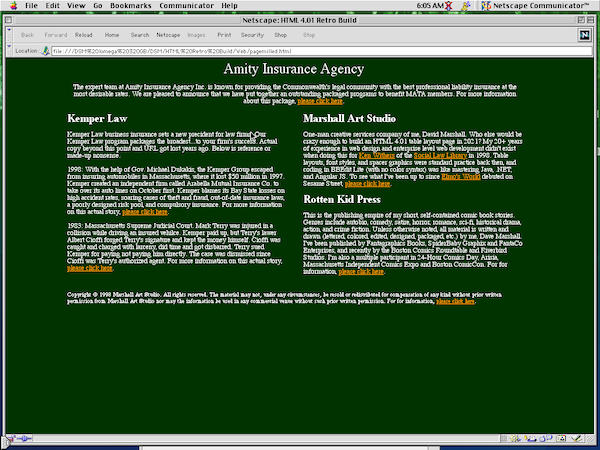 File Edit View Go Bookmarks Communicator Help
6:05 AM
Netscape Communicator™
Netscape: HTML 4.01 Retro Build
Back Forward Reload Home Search Netscape Images Print Security Shop Stop
Location:
Amity Insurance Agency
The expert team at Amity Insurance Agency Inc. is known for providing the Commonwealth's legal community with the best professional liability insurance at the
most desirable rates. We are pleased to announce that we have put together an outstanding packaged programs to benefit MATA members. For more information
about this package, please click here.
Kemper Law
Kemper Law business insurance sets a new precident for law firms. Our
Kemper Law package program the broadest...to your firm's success. Actual
copy beyond this point and URL got lost years ago. Below is reference or
made-up nonsense.
1968: With the help of Gov. Michael Dukakis, the Kemper Group escaped
from insuring automobiles in Massachusetts, where it lost $50 million in 1997.
Kemper created an independent firm called Arabella Mutual Insurance Co. to
take over its auto lines on October first. Kemper blames its Bay State losses on
high accident rates, soaring cases of theft and fraud, out-of-date insurance laws,
a poorly designed risk pool, and compulsory insurance. For more information
on this actual story, please click here.
1983: Massachusetts Supreme Judicial Court. Mark Terry was injured in a
collision while driving an insured vehilce. Kemper paid up, but Terry's lawer
Albert Cioffi forged Terry's signature and kept the money himself. Cioffi was
caught and charged with larceny, did time and got disbarred. Terry sued
Kemper for paying not paying him directly. The case was dismissed since
Cioffi was Terry's authorized agent. For more information on this actual story,
please click here.
Marshall Art Studio
One-man creative services company of me, David Marshall. Who else would be
crazy enough to build an HTML 4.01 table layout page in 2021? My 20+ years
of experience in web design and enterprise level web development didn't exist
when doing this for Ken Withers of the Social Law Library in 1998. Table
layouts, font styles, and spacer graphics were standard practice back then, and
coding in BBEdit Lite (with no color syntax) was like mastering Java, .NET,
and Angular JS. To see what I've been up to since Elmo's World debuted on
Sesame Street please click here.
Rotten Kid Press
This is the publishing empire of my short, self-contained comic book stories.
Genres include autobio, comedy, satire, horror, romance, sci-fi, historical drama,
action, and crime fiction. Unless otherwise noted, all material is written and
drawn (lettered, colored, edited, designed, packaged, etc.) by me, Dave Marshall.
I've been published by Fantagraphics Books, SpiderBaby Graphix and FantaCo
Enterprises, and recently by the Boston Comics Roundtable and Fiverbird
Studios. I'm also a multiple participant in 24-Hour Comics Day, Arisia,
Massachusetts Independent Comics Expo and Boston ComicCon. For for
information, please click here.
Copyright © 1998 Marshall Art Studio. All rights reserved. The material may not, under any circumstances, be resold or redistributed for compensation of any kind without prior written
permission from Marshall Art Studio nor may the information be used in any commercial venue without such prior written permission. For for information, please click here.